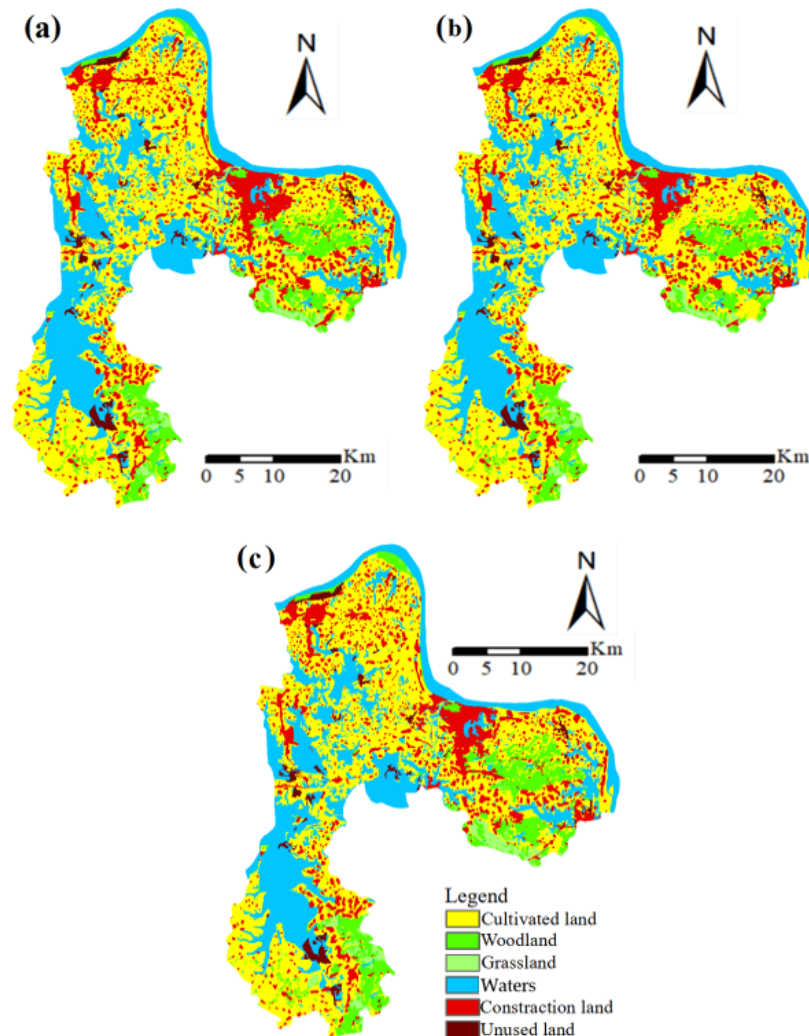 (a)
N
Km
0 5 10 20
(b)
N
Km
0 5 10 20
(c)
N
Km
0 5 10 20
Legend
Cultivated land
Woodland
Grassland
Waters
Constraction land
Unused land